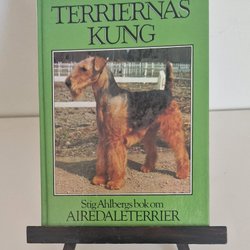 TERRIERNAS
KUNG
Stig Ahlbergs bok om
AIREDALETERRIER